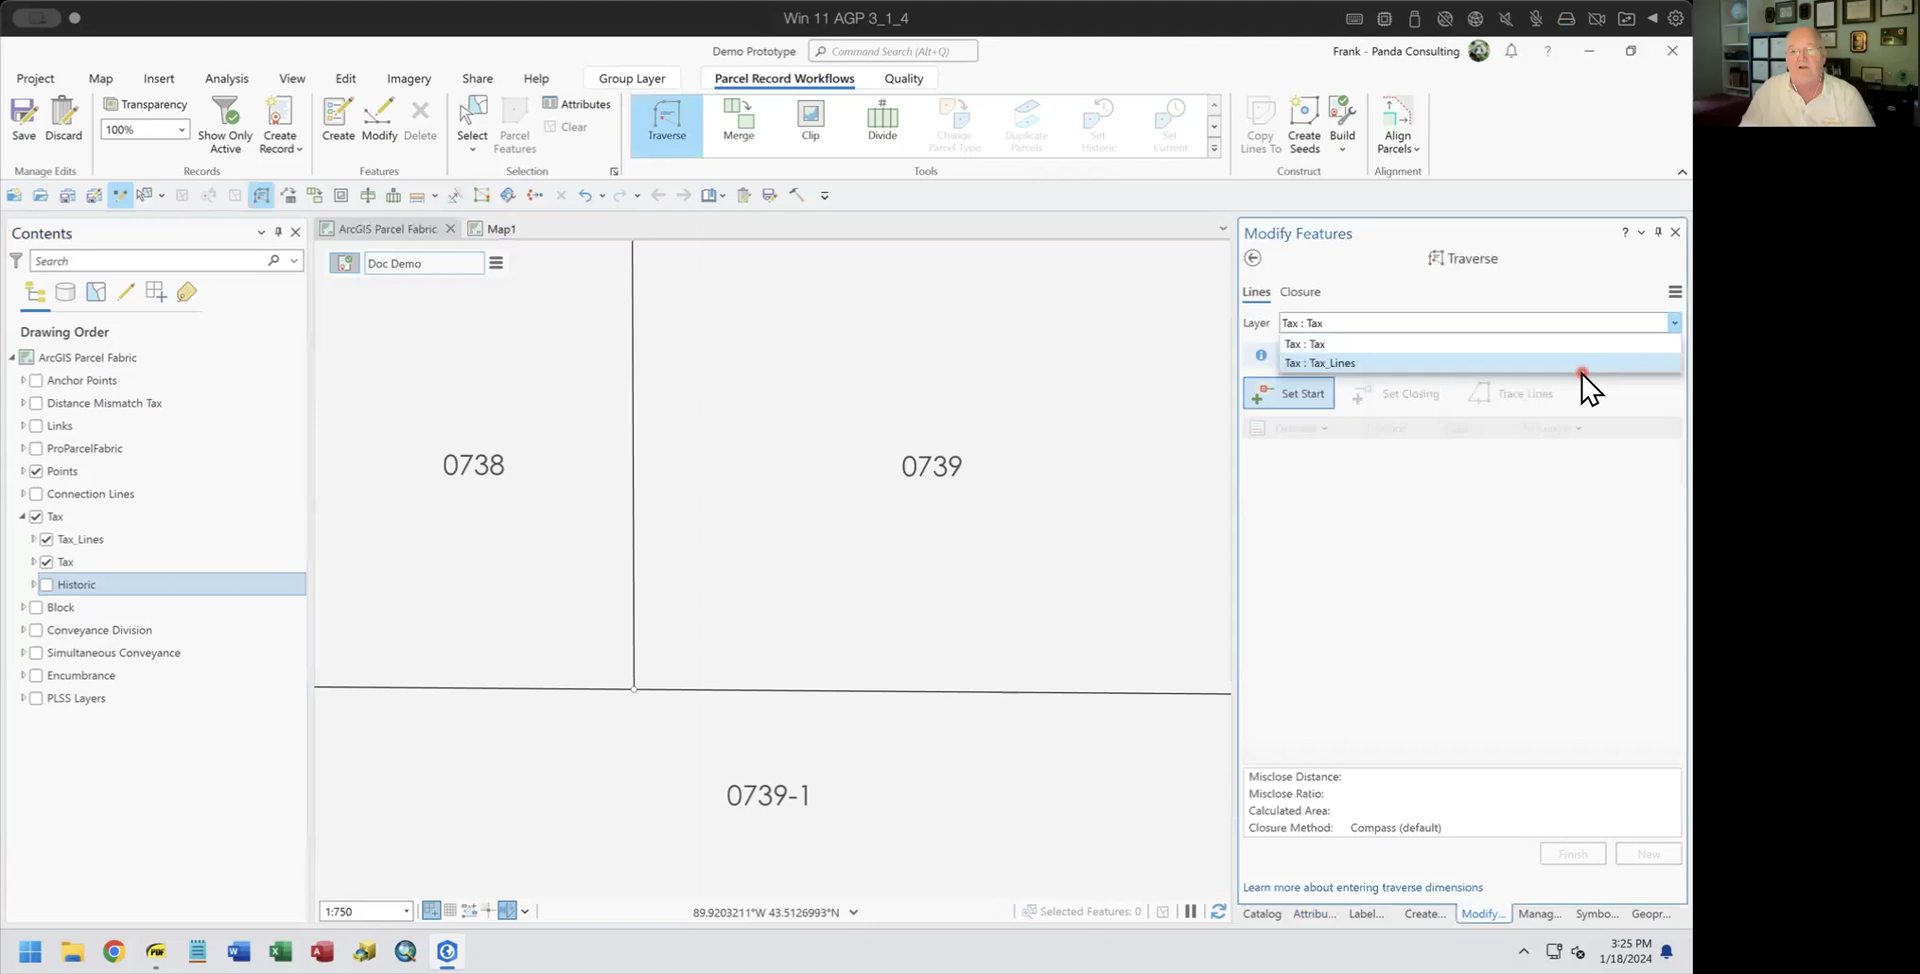 Win 11 AGP 3_1_4
Demo Prototype
Command Search (Alt+Q)
Frank - Panda Consulting
?
Project
Map
Insert
Analysis
View
Edit
Imagery
Share
Help
Group Layer
Parcel Record Workflows
Quality
Save
Discard
Transparency
100%
Show Only
Active
Create
Record
Create
Modify
Delete
Select
Parcel
Features
Attributes
Clear
Traverse
Merge
Clip
Divide
Change
Parcel Type
Duplicate
Parcels
Set
Historic
Set
Current
Copy
Lines To
Create
Seeds
Build
Align
Parcels
Manage Edits
Records
Features
Selection
Tools
Construct
Alignment
Contents
Search
Drawing Order
ArcGIS Parcel Fabric
Anchor Points
Distance Mismatch Tax
Links
ProParcelFabric
Points
Connection Lines
Tax
Tax_Lines
Tax
Historic
Block
Conveyance Division
Simultaneous Conveyance
Encumbrance
PLSS Layers
ArcGIS Parcel Fabric
Map1
Doc Demo
0738
0739
0739-1
1:750
89.9203211°W 43.5126993°N
Selected Features: 0
Modify Features
?
Traverse
Lines
Closure
Layer
Tax : Tax
Tax : Tax
Tax : Tax_Lines
Set Start
Set Closing
Trace Lines
Misclose Distance:
Misclose Ratio:
Calculated Area:
Closure Method: Compass (default)
Finish
New
Learn more about entering traverse dimensions
Catalog
Attribu...
Label...
Create...
Modify...
Manag...
Symbo...
Geopr...
3:25 PM
1/18/2024